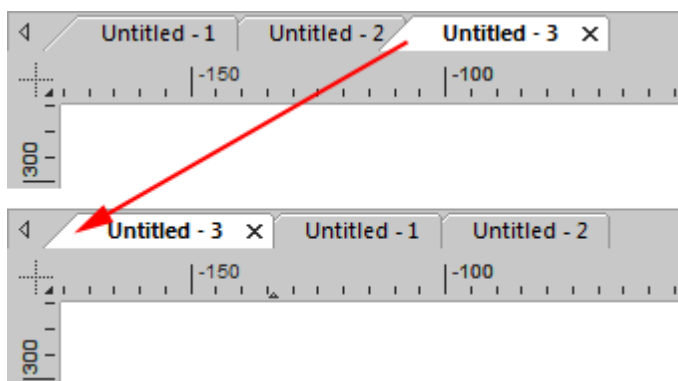 Untitled - 1 Untitled - 2 Untitled - 3 ×
-150 -100
300
Untitled - 3 × Untitled - 1 Untitled - 2
-150 -100
300